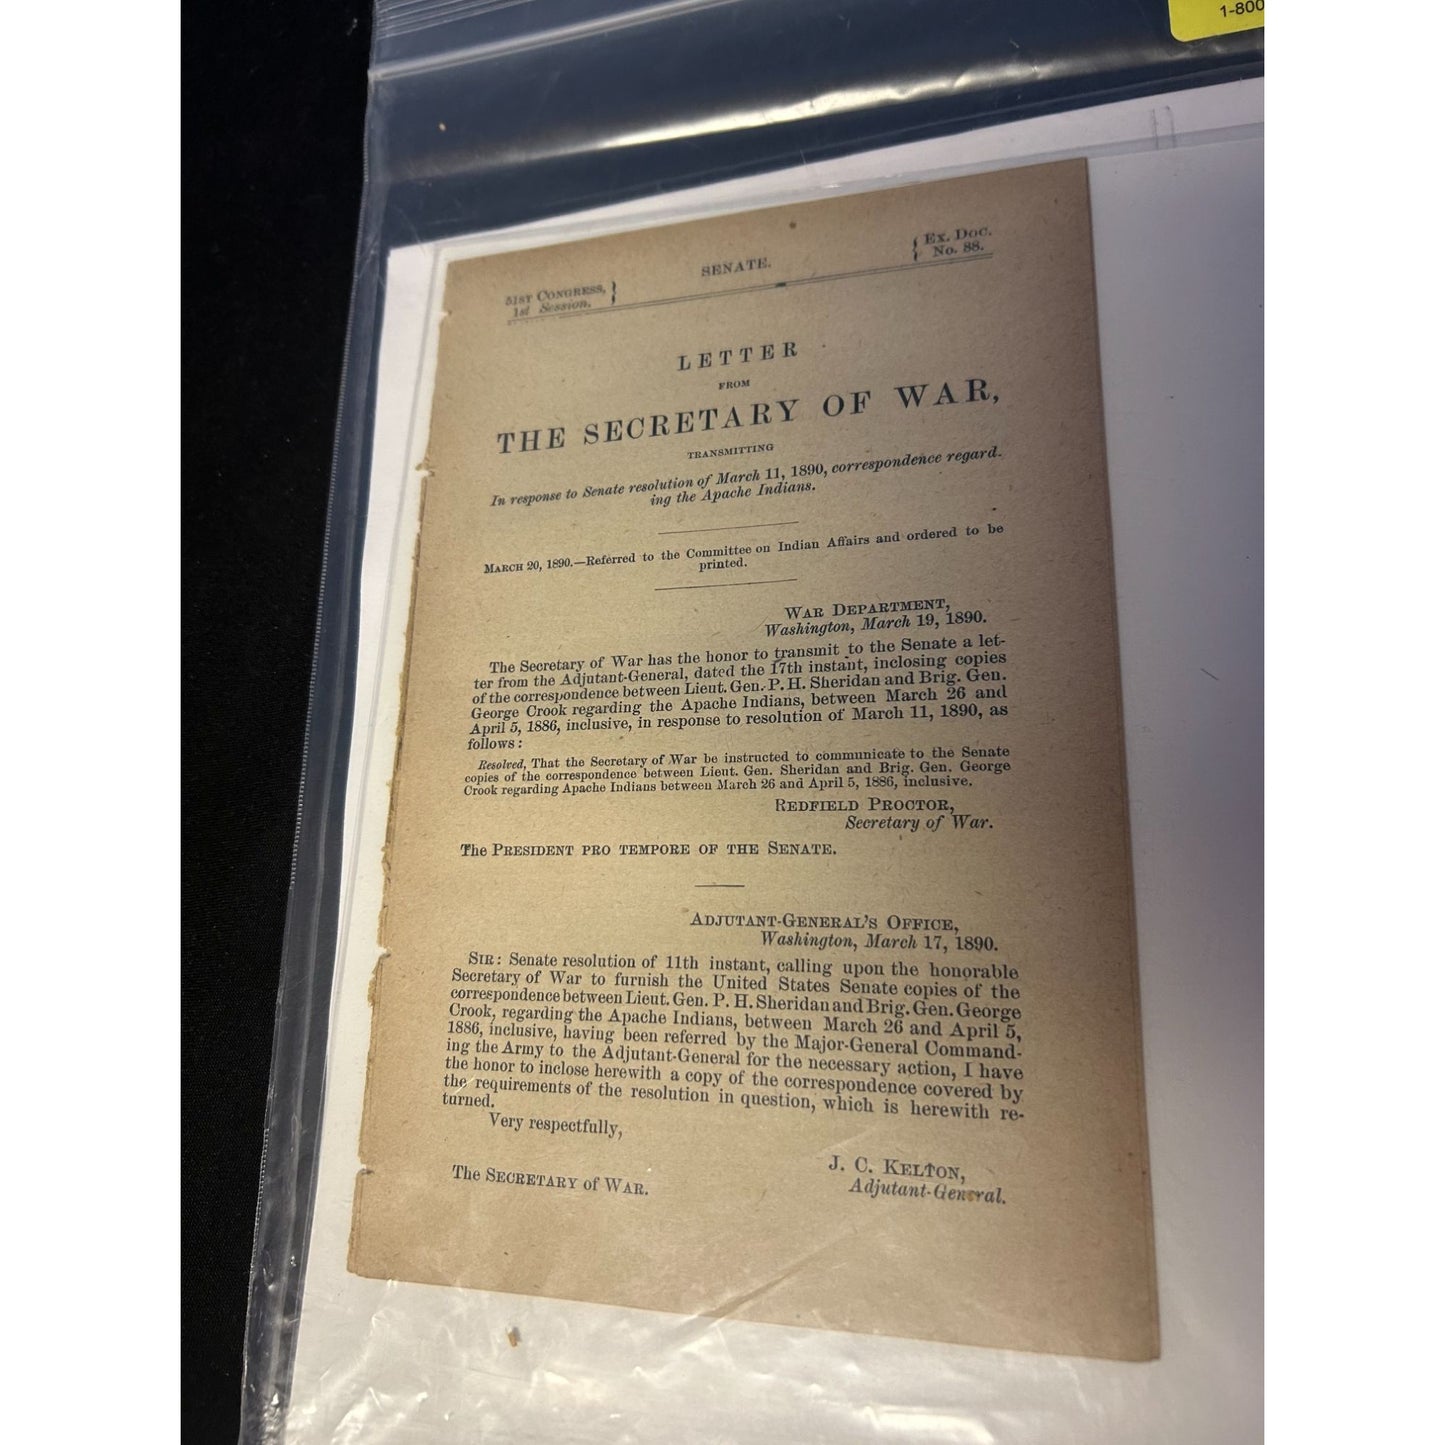 1-800
51ST CONGRESS, }
1st Session. 
SENATE.
{ EX. DOC.
No. 88.
LETTER
FROM
THE SECRETARY OF WAR,
TRANSMITTING
In response to Senate resolution of March 11, 1890, correspondence regard-
ing the Apache Indians.
MARCH 20, 1890.—Referred to the Committee on Indian Affairs and ordered to be
printed.
WAR DEPARTMENT,
Washington, March 19, 1890.
The Secretary of War has the honor to transmit to the Senate a let-
ter from the Adjutant-General, dated the 17th instant, inclosing copies
of the correspondence between Lieut. Gen. P. H. Sheridan and Brig. Gen.
George Crook regarding the Apache Indians, between March 26 and
April 5, 1886, inclusive, in response to resolution of March 11, 1890, as
follows:
Resolved, That the Secretary of War be instructed to communicate to the Senate
copies of the correspondence between Lieut. Gen. Sheridan and Brig. Gen. George
Crook regarding Apache Indians between March 26 and April 5, 1886, inclusive.
REDFIELD PROCTOR,
Secretary of War.
The PRESIDENT PRO TEMPORE OF THE SENATE.
ADJUTANT-GENERAL'S OFFICE,
Washington, March 17, 1890.
SIR: Senate resolution of 11th instant, calling upon the honorable
Secretary of War to furnish the United States Senate copies of the
correspondence between Lieut. Gen. P. H. Sheridan and Brig. Gen. George
Crook, regarding the Apache Indians, between March 26 and April 5,
1886, inclusive, having been referred by the Major-General Command-
ing the Army to the Adjutant-General for the necessary action, I have
the honor to inclose herewith a copy of the correspondence covered by
the requirements of the resolution in question, which is herewith re-
turned.
Very respectfully,
J. C. KELTON,
Adjutant-General.
The SECRETARY of WAR.